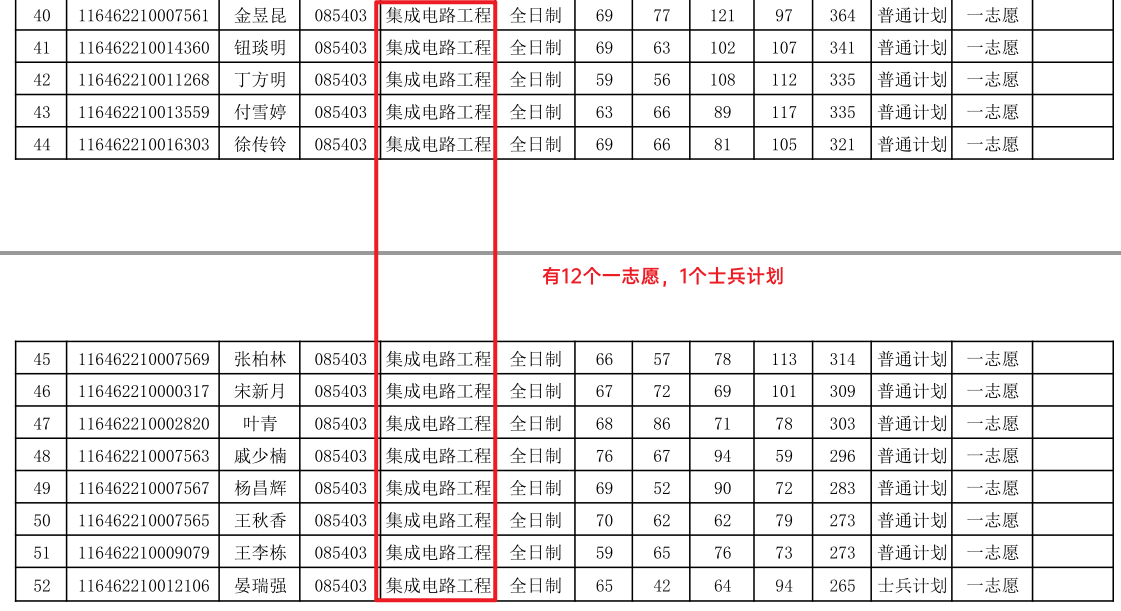 40 116462210007561 金昱昆 085403 集成电路工程 全日制 69 77 121 97 364 普通计划 一志愿
41 116462210014360 钮琰明 085403 集成电路工程 全日制 69 63 102 107 341 普通计划 一志愿
42 116462210011268 丁方明 085403 集成电路工程 全日制 59 56 108 112 335 普通计划 一志愿
43 116462210013559 付雪婷 085403 集成电路工程 全日制 63 66 89 117 335 普通计划 一志愿
44 116462210016303 徐传铃 085403 集成电路工程 全日制 69 66 81 105 321 普通计划 一志愿
有12个一志愿，1个士兵计划
45 116462210007569 张柏林 085403 集成电路工程 全日制 66 57 78 113 314 普通计划 一志愿
46 116462210000317 宋新月 085403 集成电路工程 全日制 67 72 69 101 309 普通计划 一志愿
47 116462210002820 叶青 085403 集成电路工程 全日制 68 86 71 78 303 普通计划 一志愿
48 116462210007563 戚少楠 085403 集成电路工程 全日制 76 67 94 59 296 普通计划 一志愿
49 116462210007567 杨昌辉 085403 集成电路工程 全日制 69 52 90 72 283 普通计划 一志愿
50 116462210007565 王秋香 085403 集成电路工程 全日制 70 62 62 79 273 普通计划 一志愿
51 116462210009079 王李栋 085403 集成电路工程 全日制 59 65 76 73 273 普通计划 一志愿
52 116462210012106 晏瑞强 085403 集成电路工程 全日制 65 42 64 94 265 士兵计划 一志愿